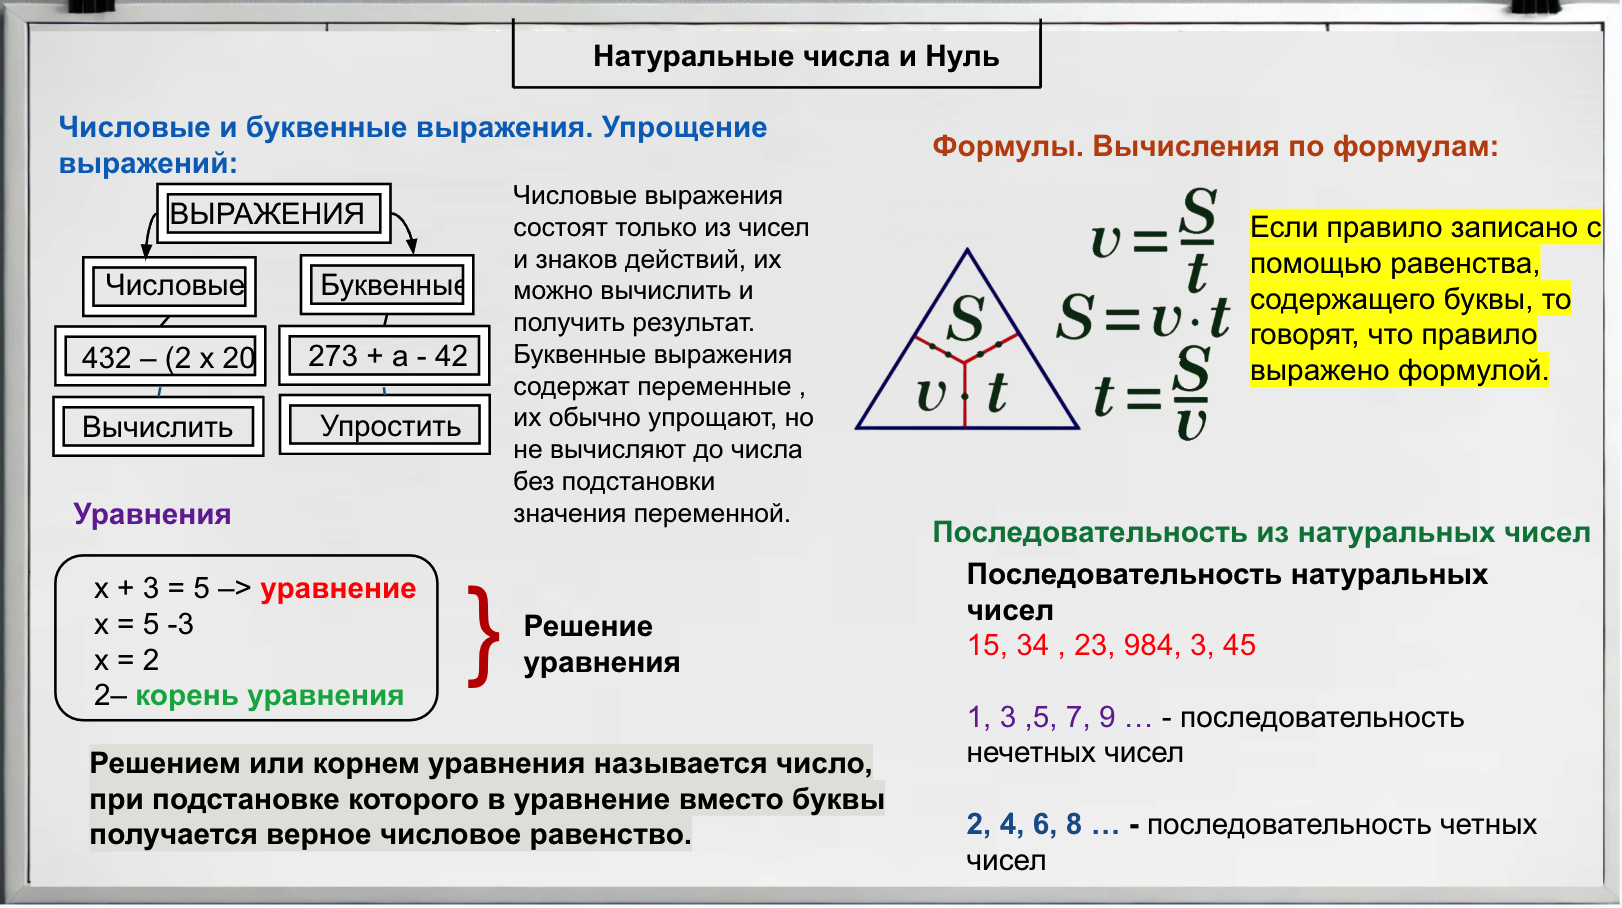 Натуральные числа и Нуль
Числовые и буквенные выражения. Упрощение
выражений:
ВЫРАЖЕНИЯ
Числовые
Буквенные
432 – (2 х 20
273 + а - 42
Вычислить
Упростить
Числовые выражения
состоят только из чисел
и знаков действий, их
можно вычислить и
получить результат.
Буквенные выражения
содержат переменные ,
их обычно упрощают, но
не вычисляют до числа
без подстановки
значения переменной.
Формулы. Вычисления по формулам:
S
v t
v = S/t
S = v · t
t = S/v
Если правило записано с
помощью равенства,
содержащего буквы, то
говорят, что правило
выражено формулой.
Уравнения
х + 3 = 5 –> уравнение
х = 5 -3
х = 2
2– корень уравнения
}
Решение
уравнения
Решением или корнем уравнения называется число,
при подстановке которого в уравнение вместо буквы
получается верное числовое равенство.
Последовательность из натуральных чисел
Последовательность натуральных
чисел
15, 34 , 23, 984, 3, 45
1, 3 ,5, 7, 9 … - последовательность
нечетных чисел
2, 4, 6, 8 … - последовательность четных
чисел